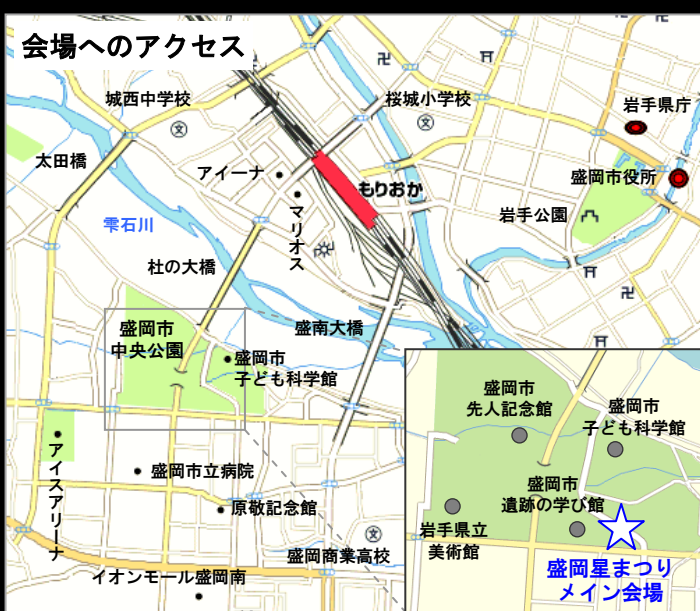 会場へのアクセス
城西中学校
桜城小学校
岩手県庁
太田橋
アイーナ
もりおか
盛岡市役所
マリオス
岩手公園
雫石川
杜の大橋
盛岡市
中央公園
盛南大橋
盛岡市
子ども科学館
アイスアリーナ
盛岡市立病院
原敬記念館
盛岡商業高校
イオンモール盛岡南
盛岡市
先人記念館
盛岡市
子ども科学館
盛岡市
遺跡の学び館
岩手県立
美術館
盛岡星まつり
メイン会場